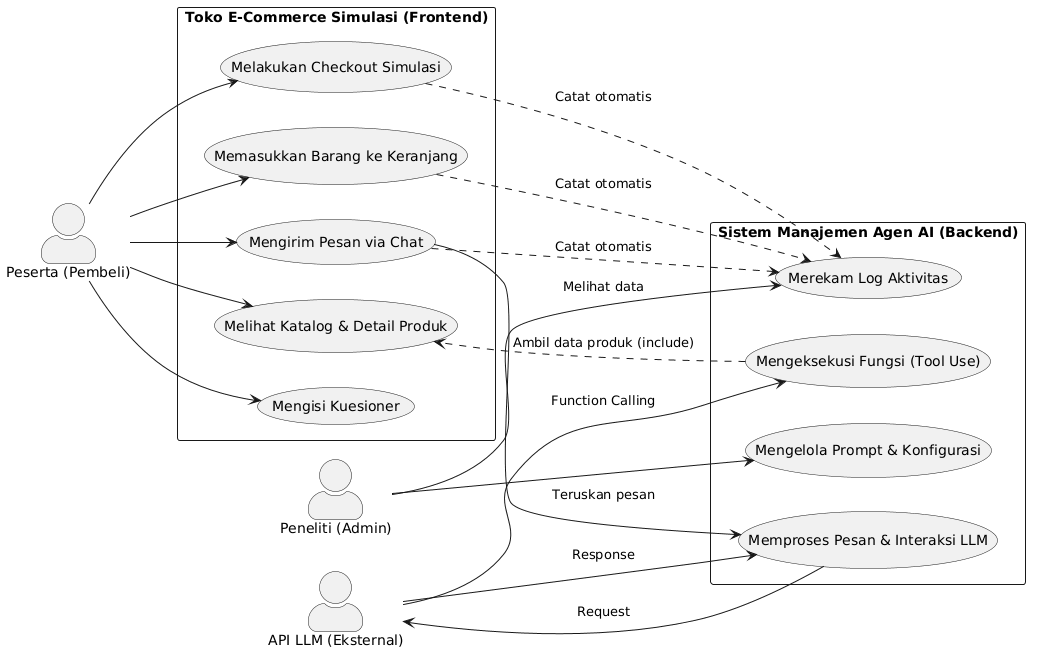 Toko E-Commerce Simulasi (Frontend)
Melakukan Checkout Simulasi
Catat otomatis
Memasukkan Barang ke Keranjang
Catat otomatis
Peserta (Pembeli)
Mengirim Pesan via Chat
Catat otomatis
Sistem Manajemen Agen AI (Backend)
Merekam Log Aktivitas
Melihat data
Melihat Katalog & Detail Produk
Ambil data produk (include)
Mengeksekusi Fungsi (Tool Use)
Mengisi Kuesioner
Function Calling
Mengelola Prompt & Konfigurasi
Peneliti (Admin)
Teruskan pesan
Memproses Pesan & Interaksi LLM
Response
Request
API LLM (Eksternal)